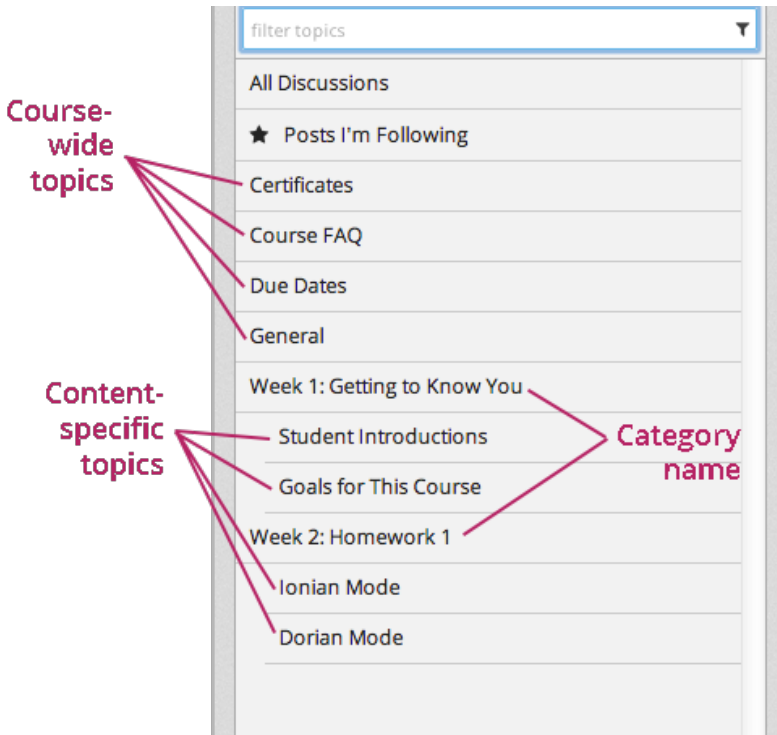 filter topics
All Discussions
Course-
wide
topics
Posts I'm Following
Certificates
Course FAQ
Due Dates
General
Content-
specific
topics
Week 1: Getting to Know You
Student Introductions
Category
name
Goals for This Course
Week 2: Homework 1
Ionian Mode
Dorian Mode